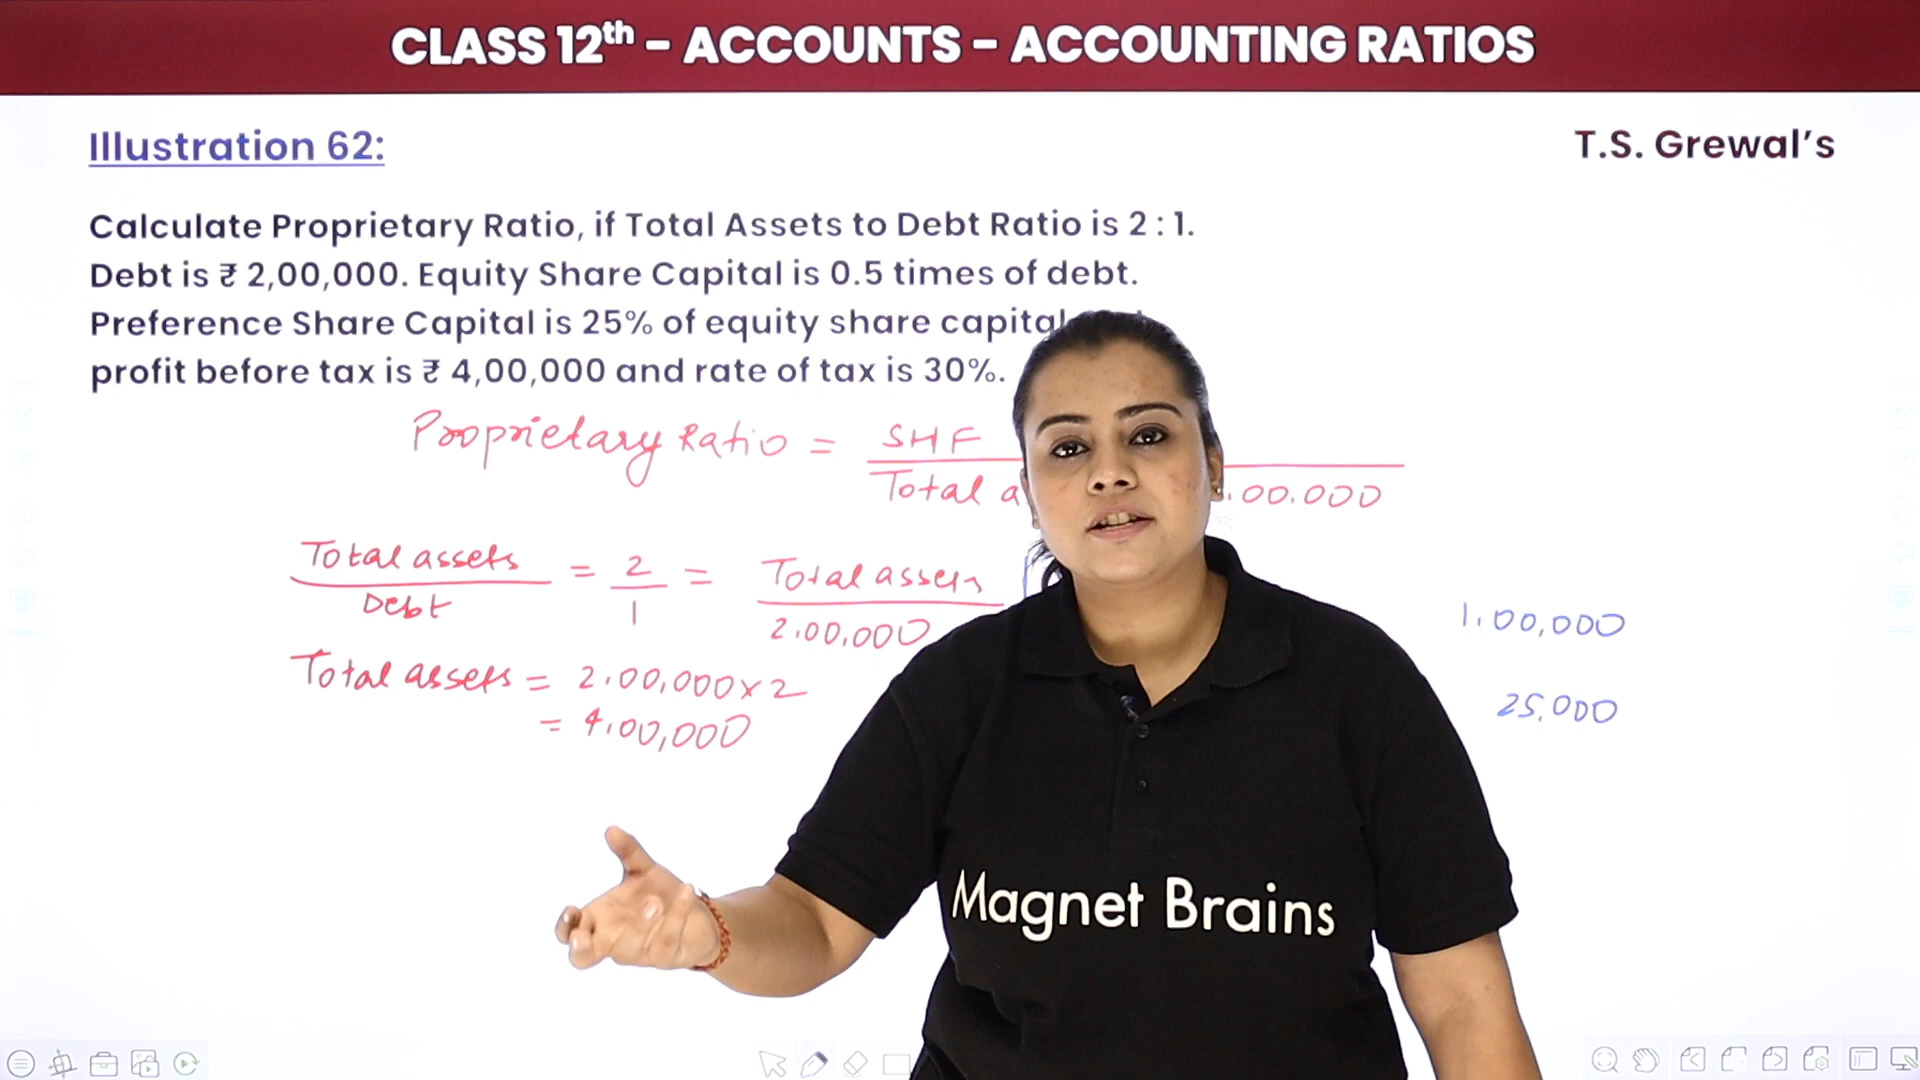 CLASS 12th – ACCOUNTS – ACCOUNTING RATIOS
Illustration 62:
T.S. Grewal's
Calculate Proprietary Ratio, if Total Assets to Debt Ratio is 2 : 1.
Debt is ₹ 2,00,000. Equity Share Capital is 0.5 times of debt.
Preference Share Capital is 25% of equity share capital
profit before tax is ₹ 4,00,000 and rate of tax is 30%.
Proprietary Ratio = SHF
Total a .00.000
Total assets = 2 = Total assets
Debt 1 2,00,000
1,00,000
Total assets = 2,00,000 x 2
25,000
= 4,00,000
Magnet Brains